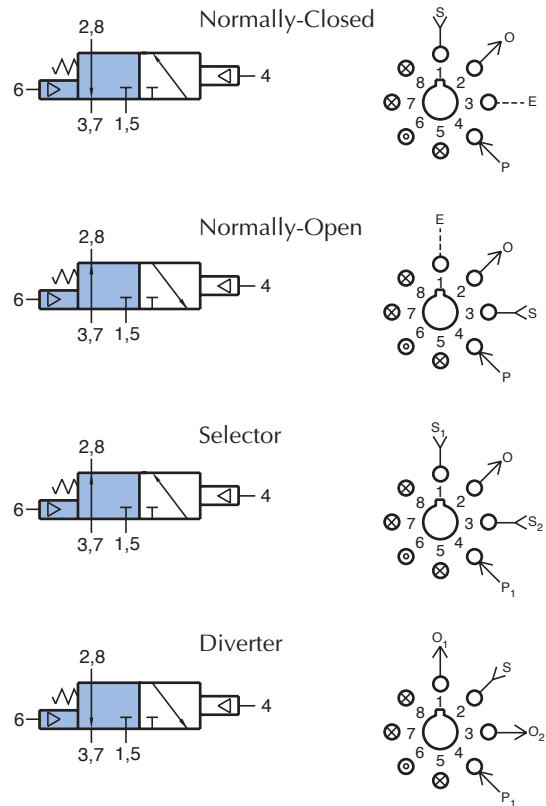 Normally-Closed
2,8
6
4
3,7 1,5
S
O
1
8 2
7 3 E
6 4
5
P
Normally-Open
2,8
6
4
3,7 1,5
E
O
1
8 2
7 3 S
6 4
5
P
Selector
2,8
6
4
3,7 1,5
S1
O
1
8 2
7 3 S2
6 4
5
P1
Diverter
2,8
6
4
3,7 1,5
O1
S
1
8 2
7 3 O2
6 4
5
P1